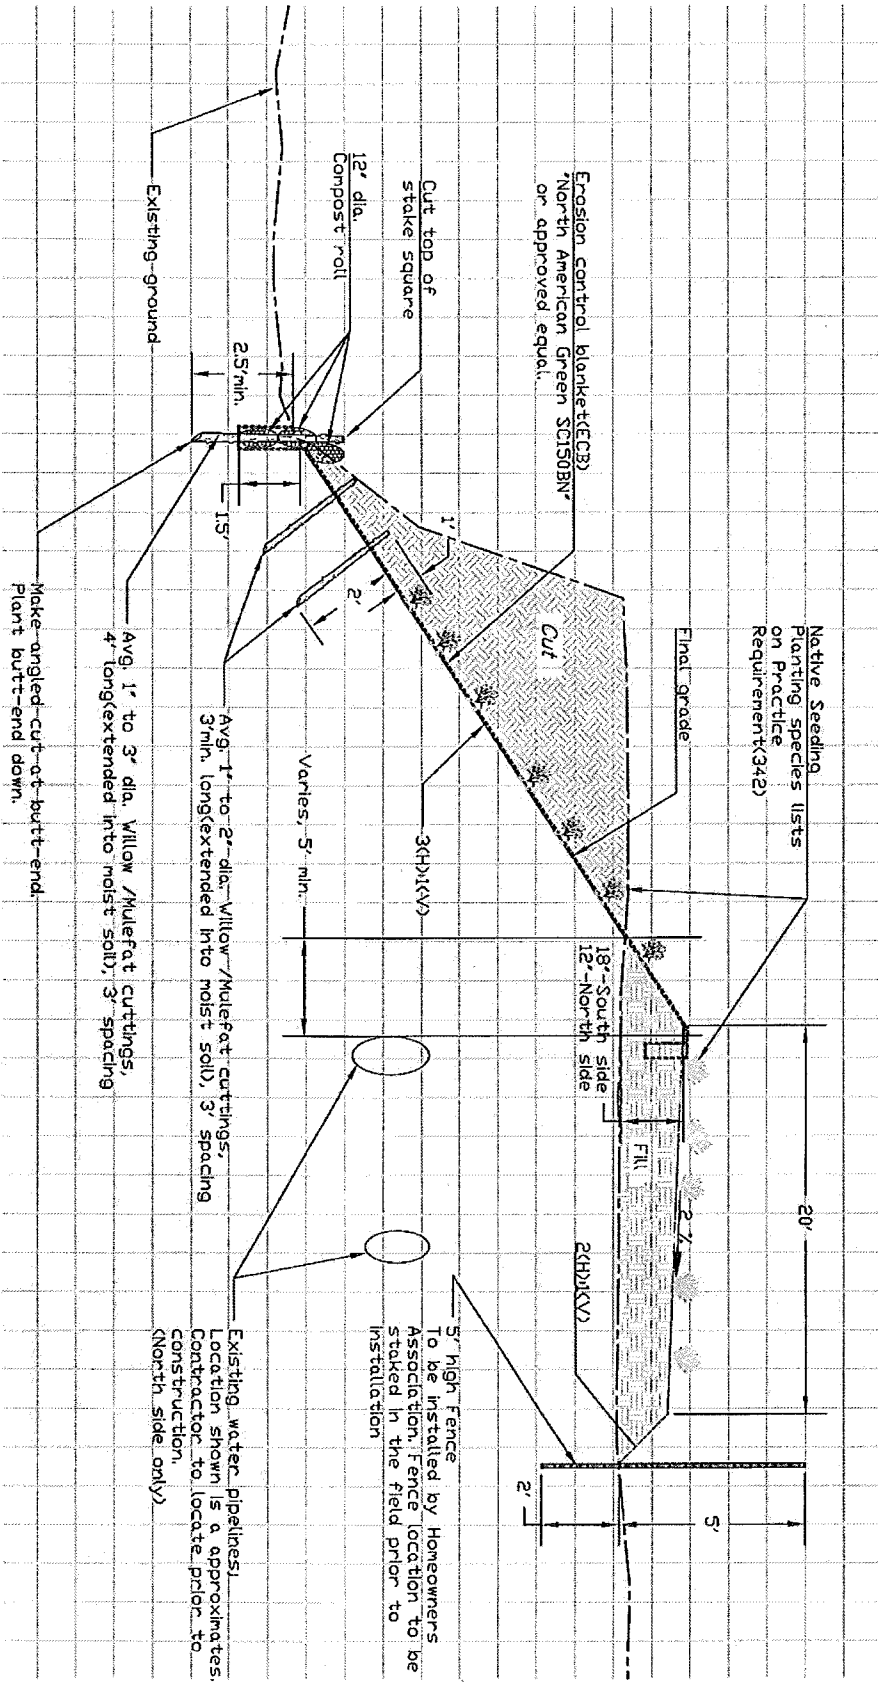 Native Seeding
Planting species lists
on Practice
Requirement(342)
Final grade
Erosion control blanket(ECB)
"North American Green SC150BN"
or approved equal.
Cut top of
stake square
12" dia.
Compost roll
Existing ground
2.5'min.
1.5'
1'
2'
Cut
3(H):1(V)
Varies, 5' min.
18"-South side
12"-North side
Fill
2%
20'
2(H):1(V)
5'
2'
5' high Fence
To be installed by Homeowners
Association. Fence location to be
staked in the field prior to
installation
Existing water pipelines;
Location shown is a approximates,
Contractor to locate prior to
construction.
(North side only)
Avg. 1" to 2" dia. Willow /Mulefat cuttings,
3'min. long(extended into moist soil), 3' spacing
Avg. 1" to 3" dia. Willow /Mulefat cuttings,
4' long(extended into moist soil), 3' spacing
Make angled cut at butt-end.
Plant butt-end down.